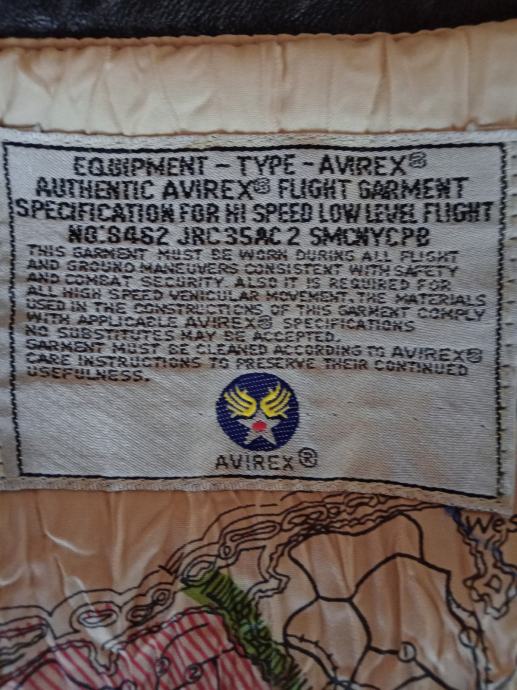 EQUIPMENT - TYPE - AVIREX®
AUTHENTIC AVIREX® FLIGHT GARMENT
SPECIFICATION FOR HI SPEED LOW LEVEL FLIGHT
NO:8462 JRC35AC2 SMCNYCPB
THIS GARMENT MUST BE WORN DURING ALL FLIGHT
AND GROUND MANEUVERS CONSISTENT WITH SAFETY
AND COMBAT SECURITY. ALSO IT IS REQUIRED FOR
ALL HIGH SPEED VEHICULAR MOVEMENT. THE MATERIALS
USED IN THE CONSTRUCTIONS OF THIS GARMENT COMPLY
WITH APPLICABLE AVIREX® SPECIFICATIONS
NO SUBSTITUTES MAY BE ACCEPTED.
GARMENT MUST BE CLEANED ACCORDING TO AVIREX®
CARE INSTRUCTIONS TO PRESERVE THEIR CONTINUED
USEFULNESS.
AVIREX®
Wes
1
2
2